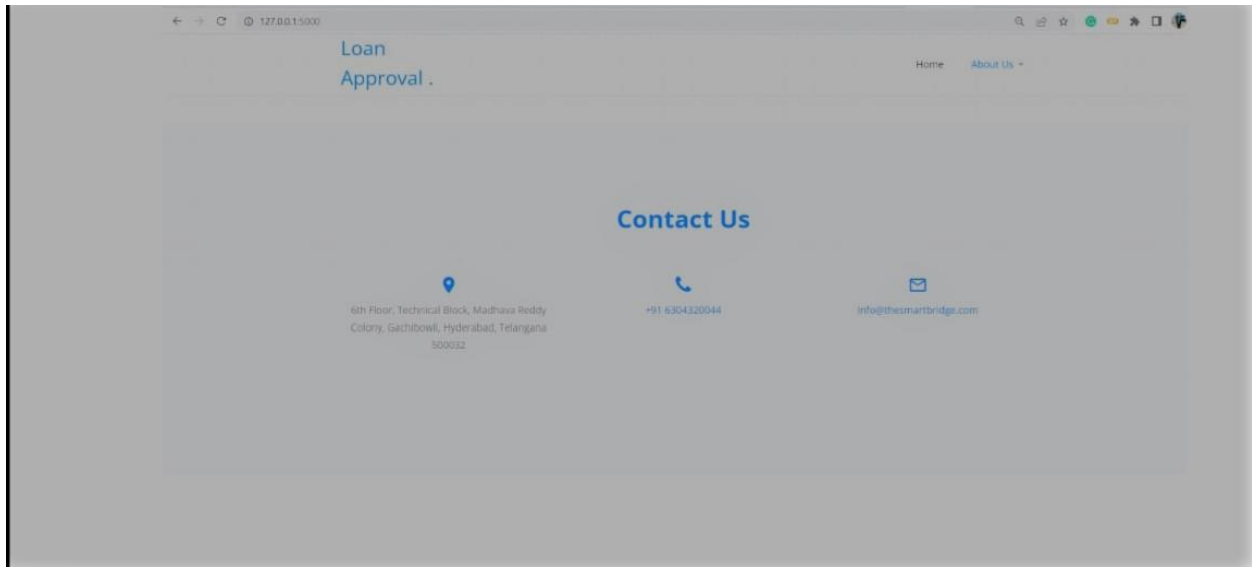 127.0.0.1:5000
Loan
Approval .
Home About Us
Contact Us
6th Floor, Technical Block, Madhava Reddy
Colony, Gachibowli, Hyderabad, Telangana
500032
+91 6304320044
info@thesmartbridge.com